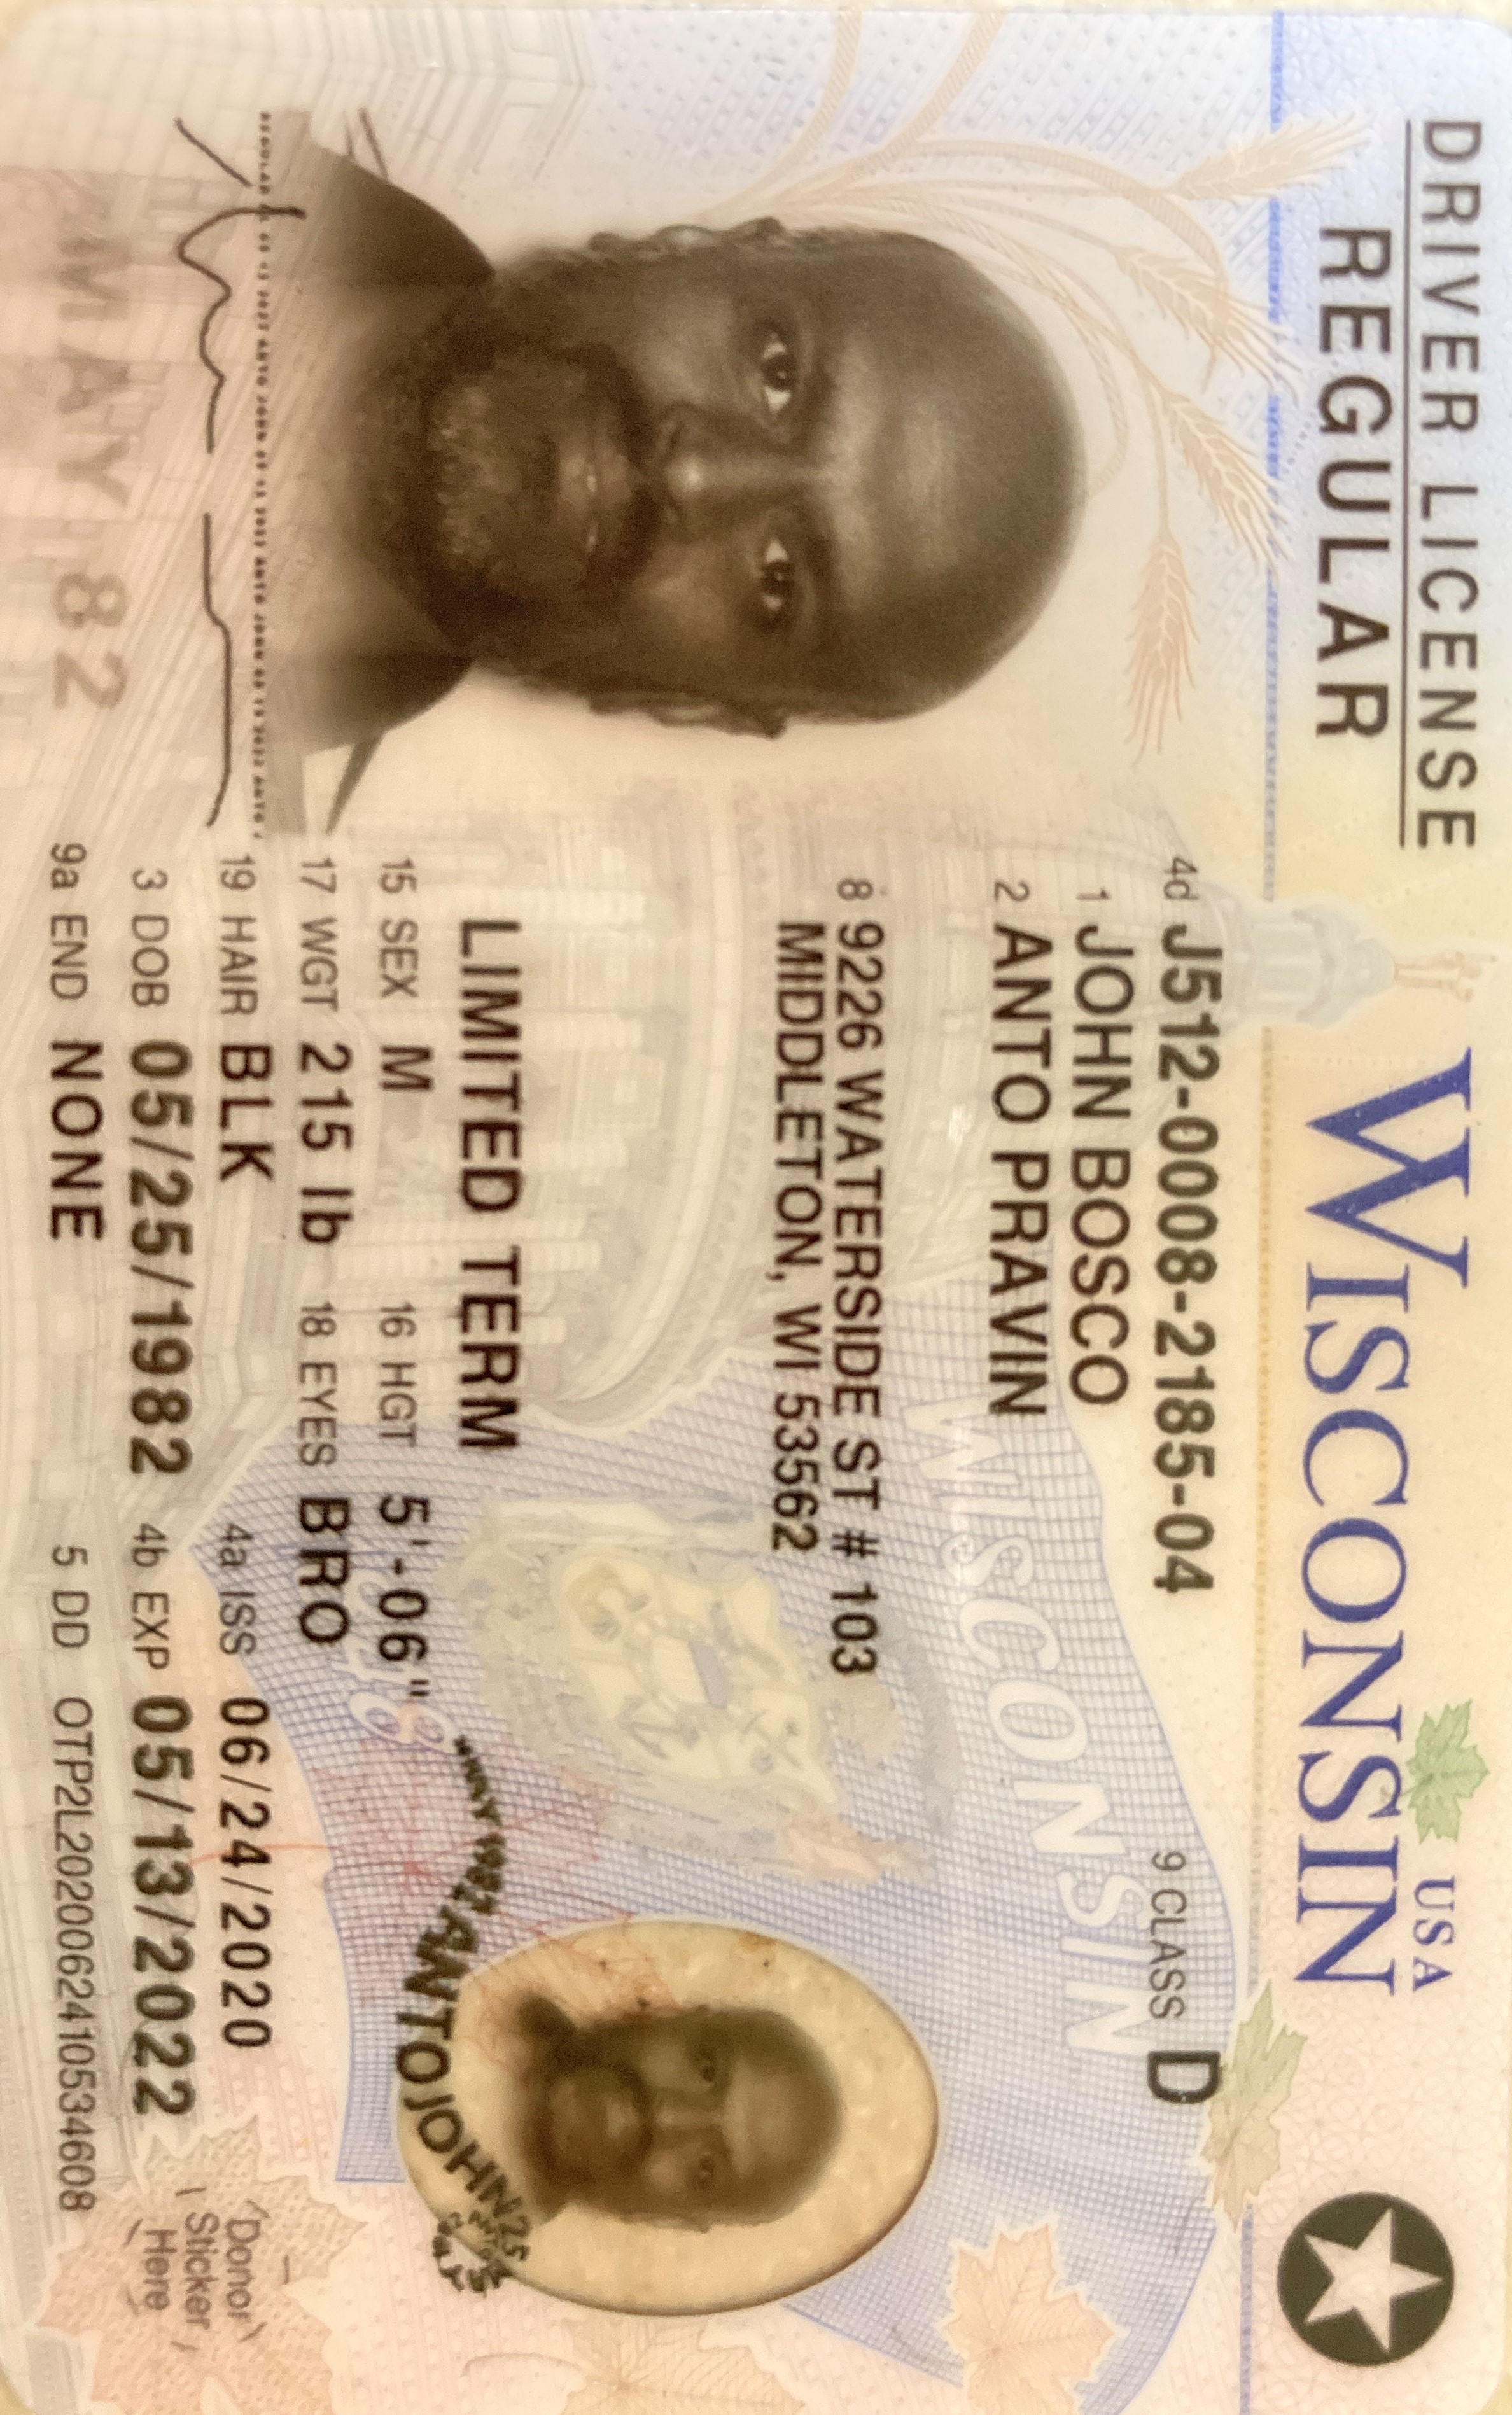 DRIVER LICENSE
REGULAR
WISCONSIN
USA
4d J512-0008-2185-04
9 CLASS D
1 JOHN BOSCO
2 ANTO PRAVIN
8 9226 WATERSIDE ST # 103
MIDDLETON, WI 53562
WISCONSIN
LIMITED TERM
15 SEX M 16 HGT 5'-06"
17 WGT 215 lb 18 EYES BRO
19 HAIR BLK 4a ISS 06/24/2020
3 DOB 05/25/1982 4b EXP 05/13/2022
9a END NONE 5 DD OTP2L2020062410534608
MAY 82
ANTOJOHN25
Donor
Sticker
Here